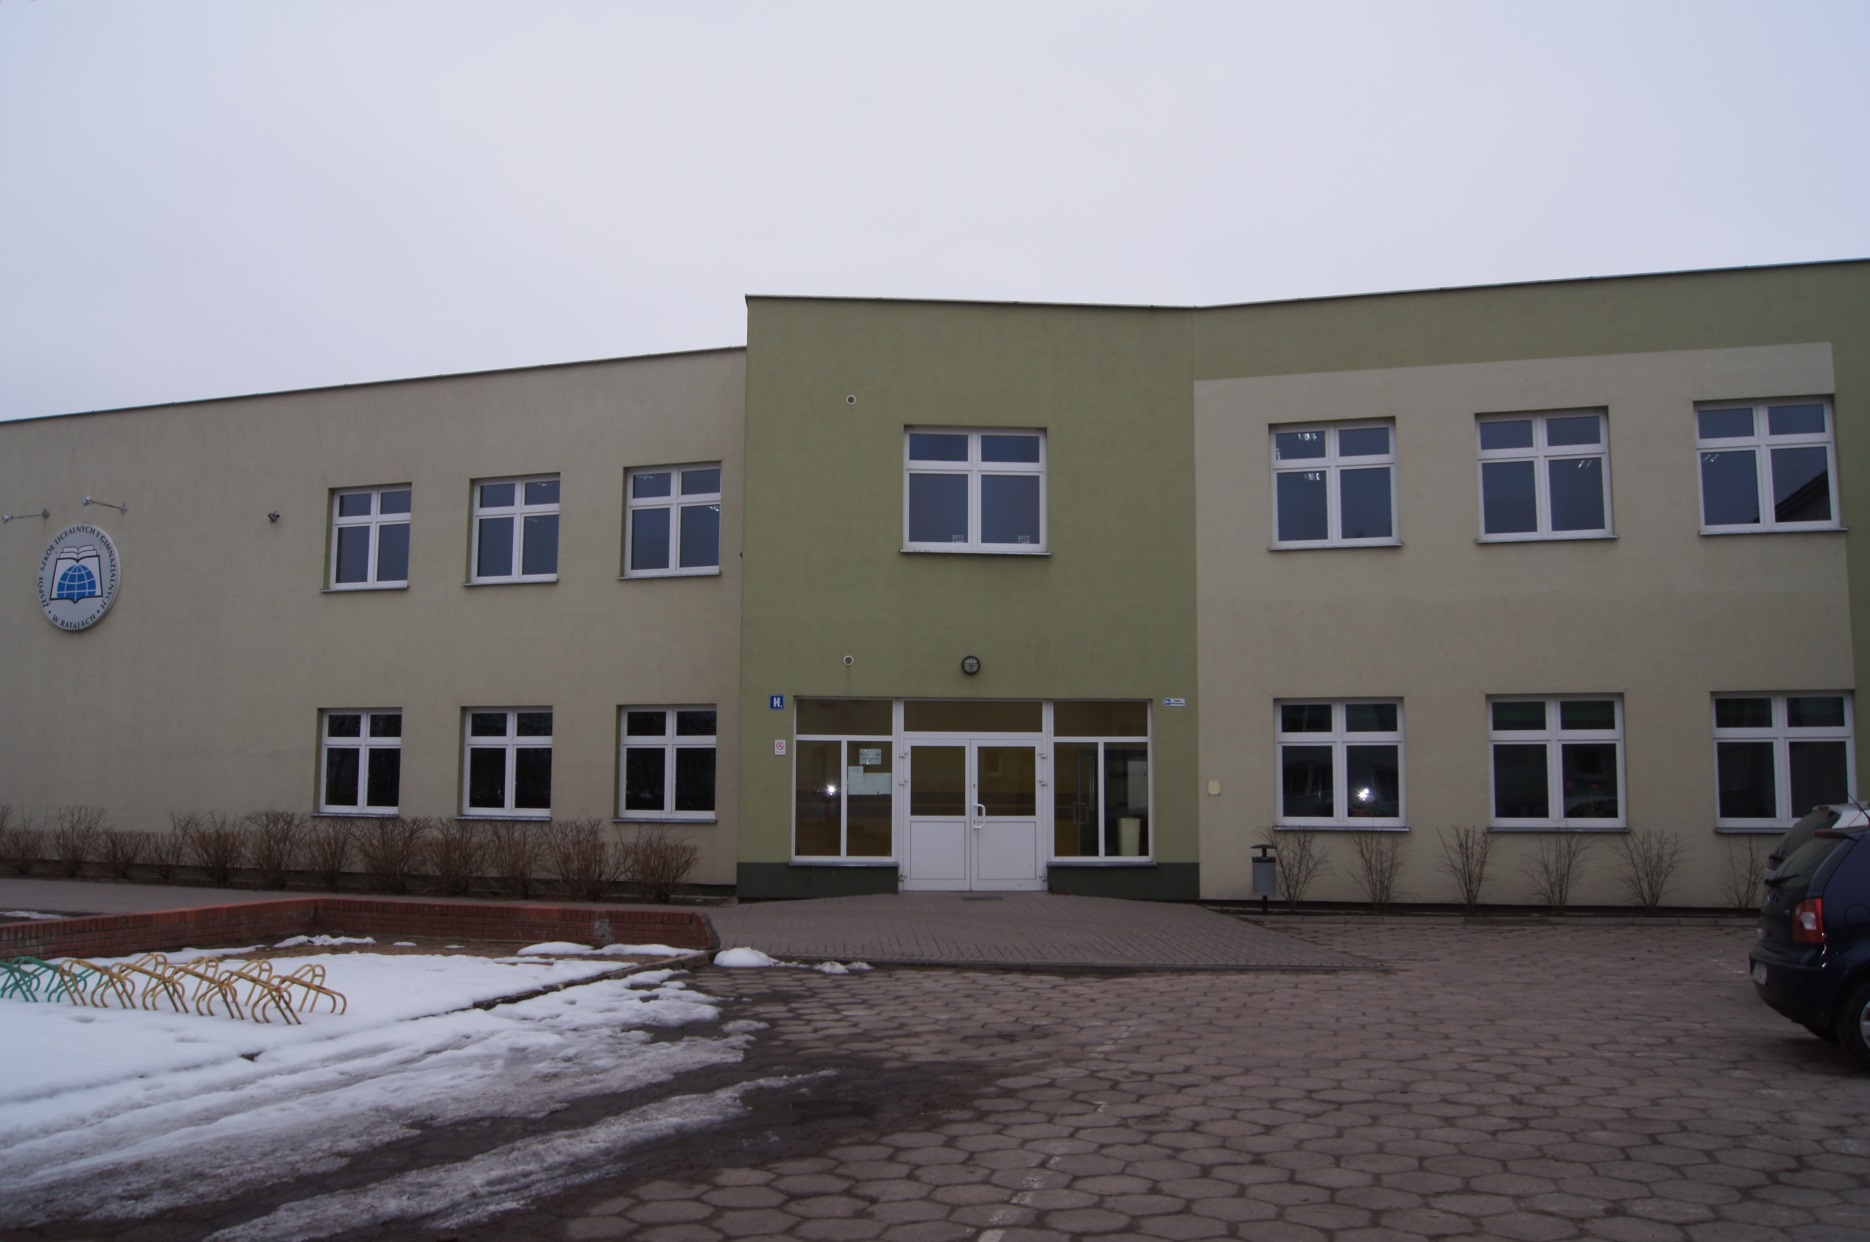 ZESPÓŁ SZKÓŁ LICEALNYCH I GIMNAZJALNYCH
• W RATAJACH •
H.